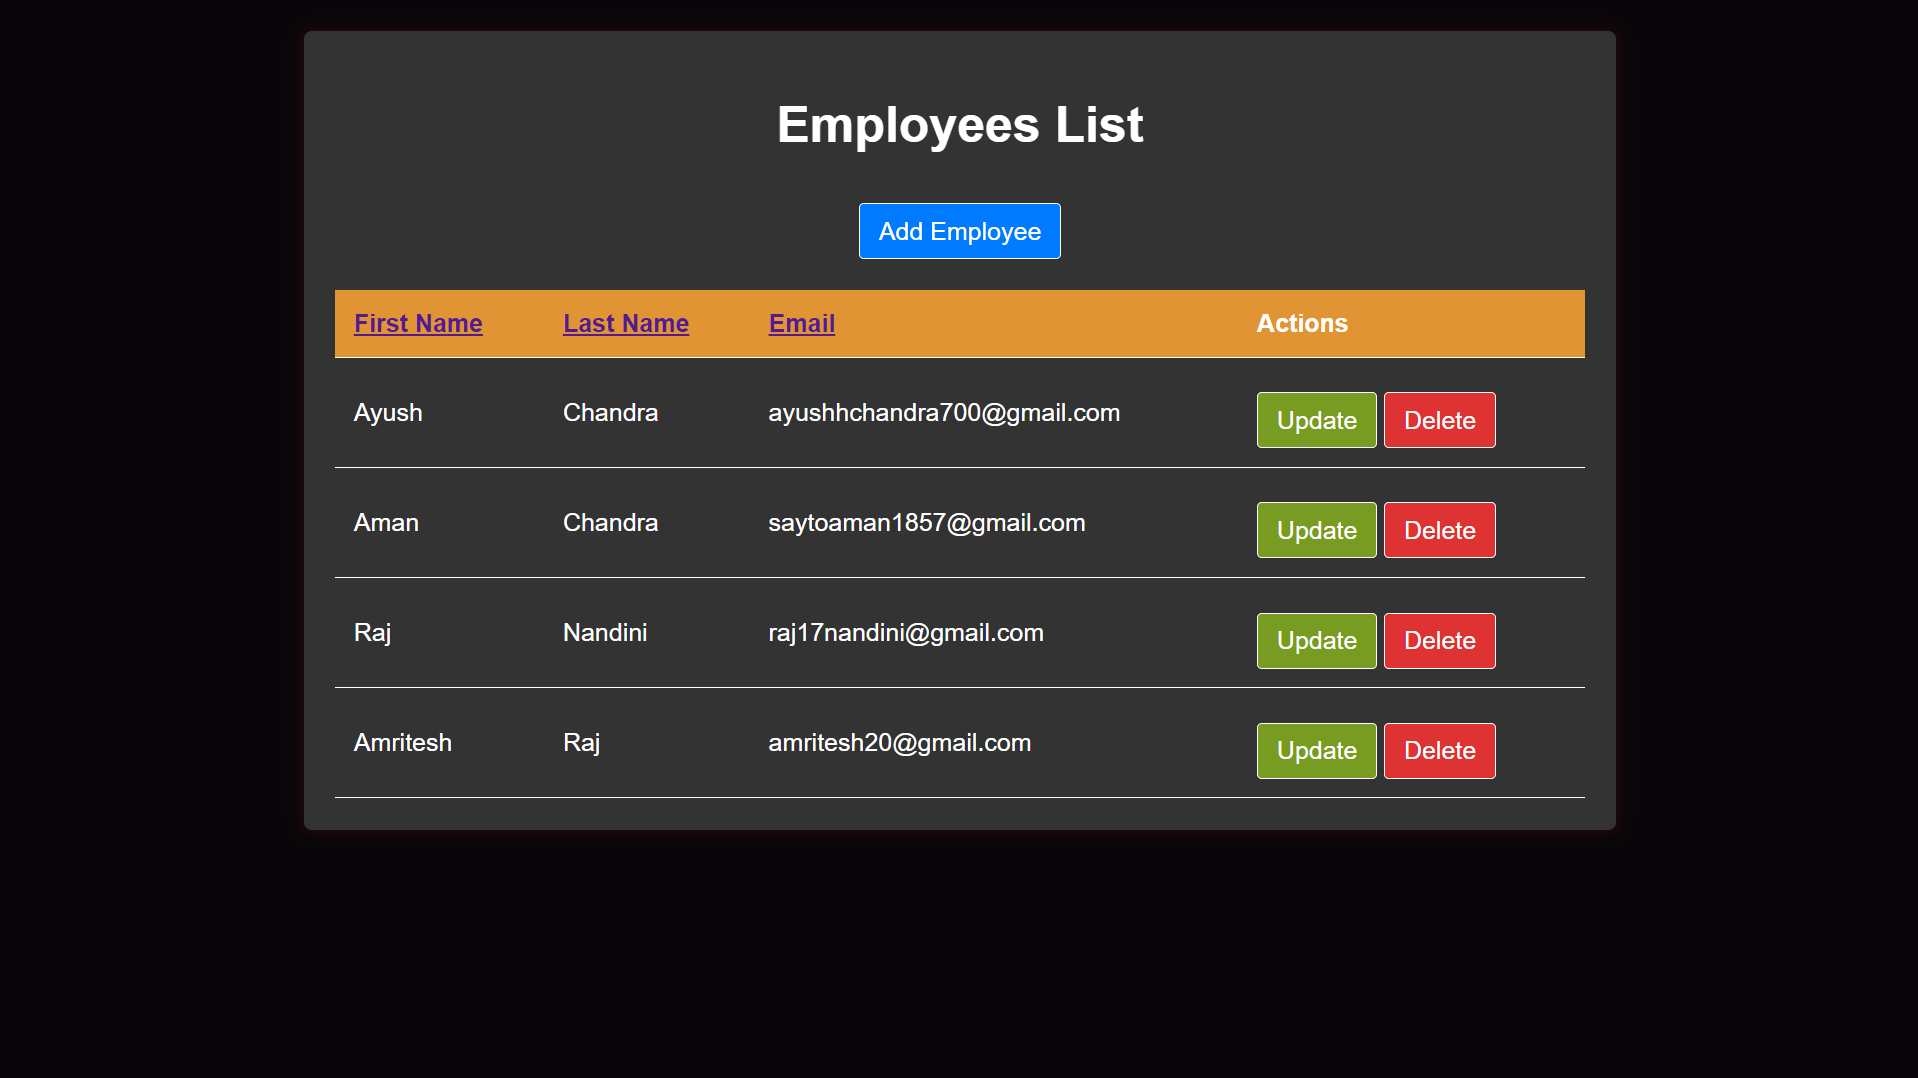 Employees List
Add Employee
First Name Last Name Email Actions
Ayush Chandra ayushhchandra700@gmail.com Update Delete
Aman Chandra saytoaman1857@gmail.com Update Delete
Raj Nandini raj17nandini@gmail.com Update Delete
Amritesh Raj amritesh20@gmail.com Update Delete